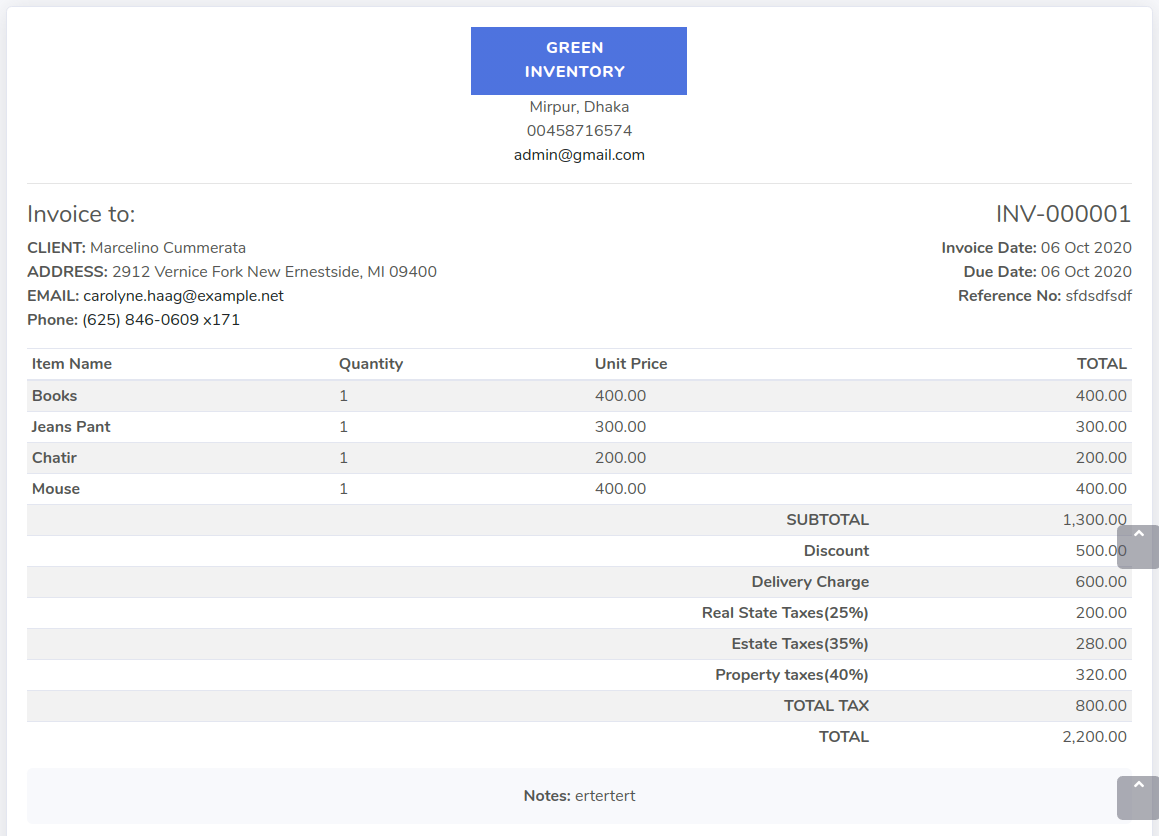 GREEN
INVENTORY
Mirpur, Dhaka
00458716574
admin@gmail.com
Invoice to:
INV-000001
CLIENT: Marcelino Cummerata
Invoice Date: 06 Oct 2020
ADDRESS: 2912 Vernice Fork New Ernestside, MI 09400
Due Date: 06 Oct 2020
EMAIL: carolyne.haag@example.net
Reference No: sfdsdfsdf
Phone: (625) 846-0609 x171
Item Name Quantity Unit Price TOTAL
Books 1 400.00 400.00
Jeans Pant 1 300.00 300.00
Chatir 1 200.00 200.00
Mouse 1 400.00 400.00
SUBTOTAL 1,300.00
Discount 500.00
Delivery Charge 600.00
Real State Taxes(25%) 200.00
Estate Taxes(35%) 280.00
Property taxes(40%) 320.00
TOTAL TAX 800.00
TOTAL 2,200.00
Notes: ertertert